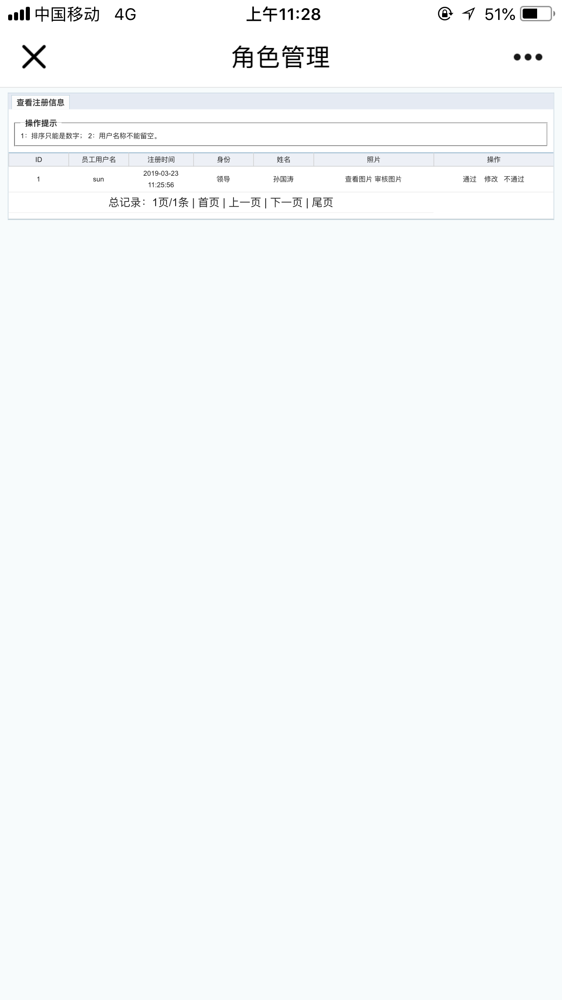 中国移动 4G 上午11:28 51%
角色管理
查看注册信息
操作提示
1：排序只能是数字； 2：用户名称不能留空。
ID 员工用户名 注册时间 身份 姓名 照片 操作
1 sun 2019-03-23 11:25:56 领导 孙国涛 查看图片 审核图片 通过 修改 不通过
总记录：1页/1条 | 首页 | 上一页 | 下一页 | 尾页